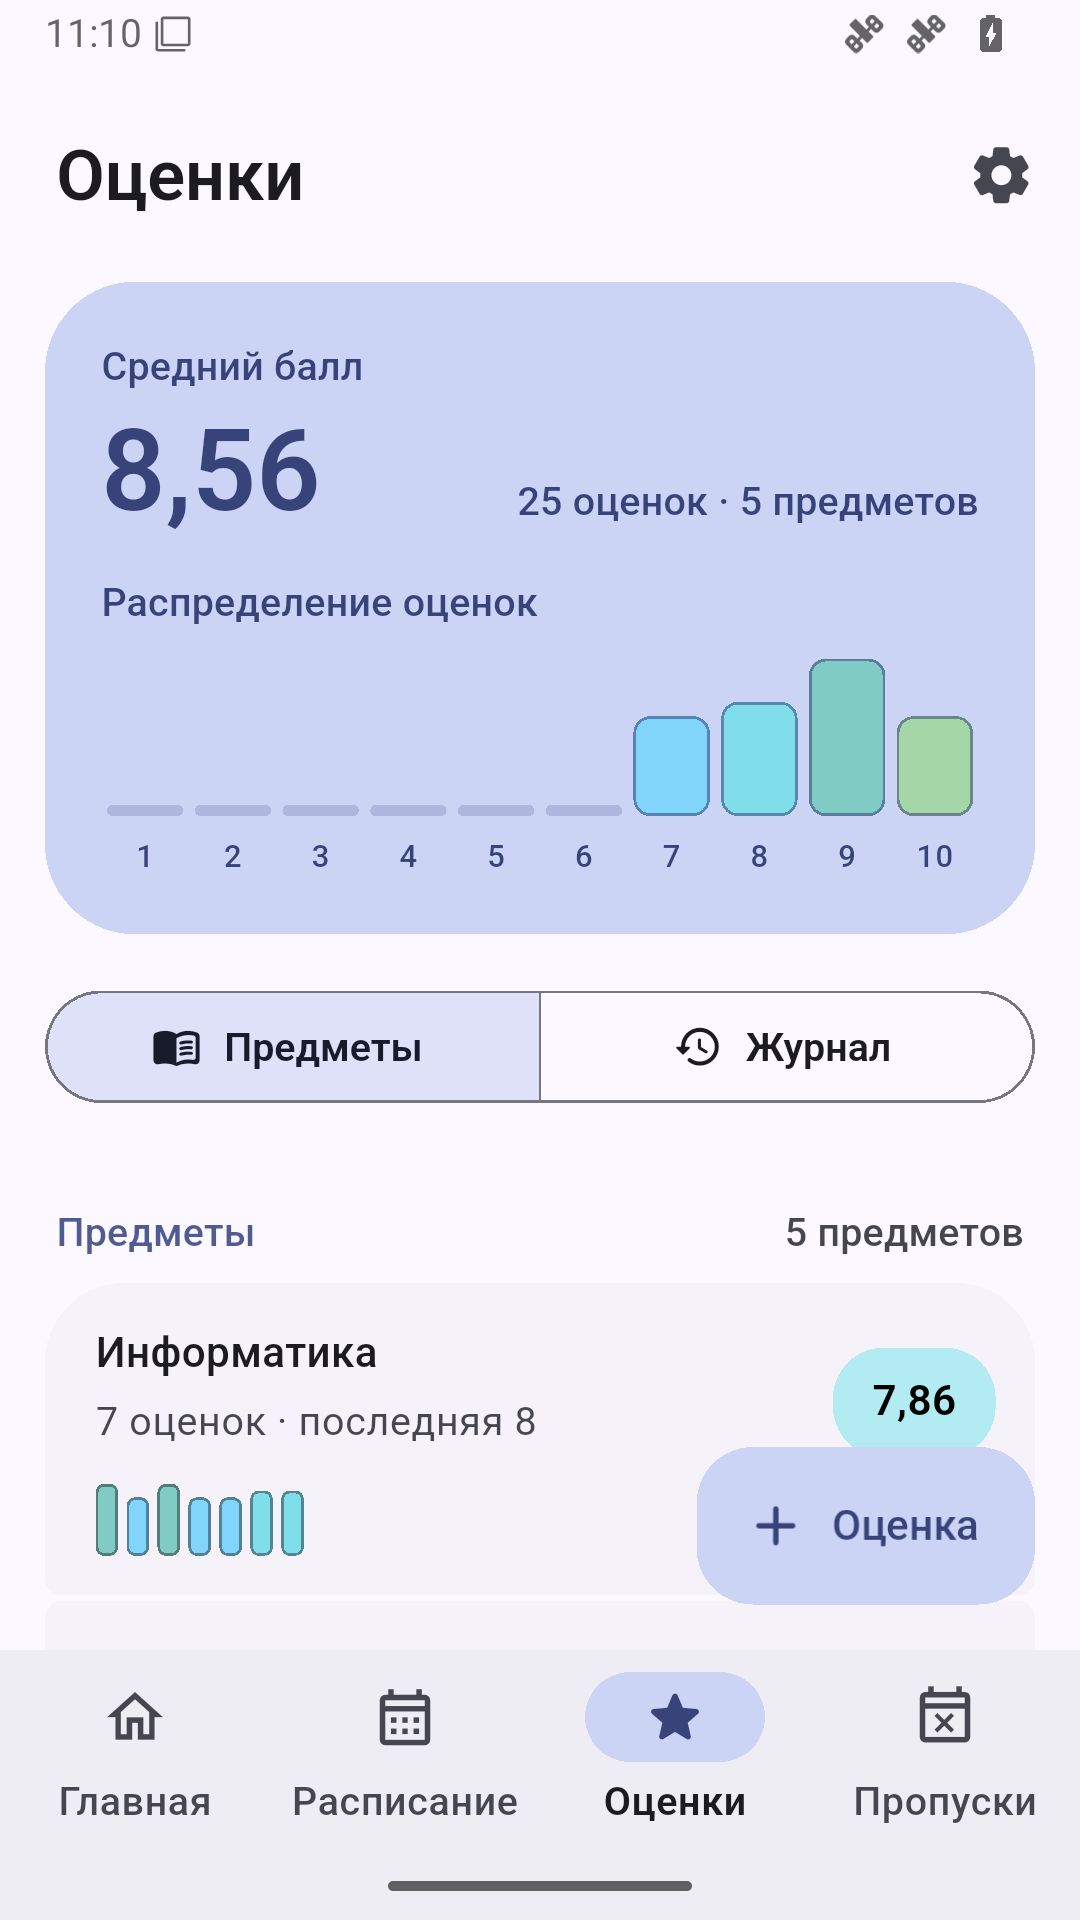 11:10
Оценки
Средний балл
8,56
25 оценок · 5 предметов
Распределение оценок
1 2 3 4 5 6 7 8 9 10
Предметы
Журнал
Предметы
5 предметов
Информатика
7,86
7 оценок · последняя 8
Оценка
Главная
Расписание
Оценки
Пропуски